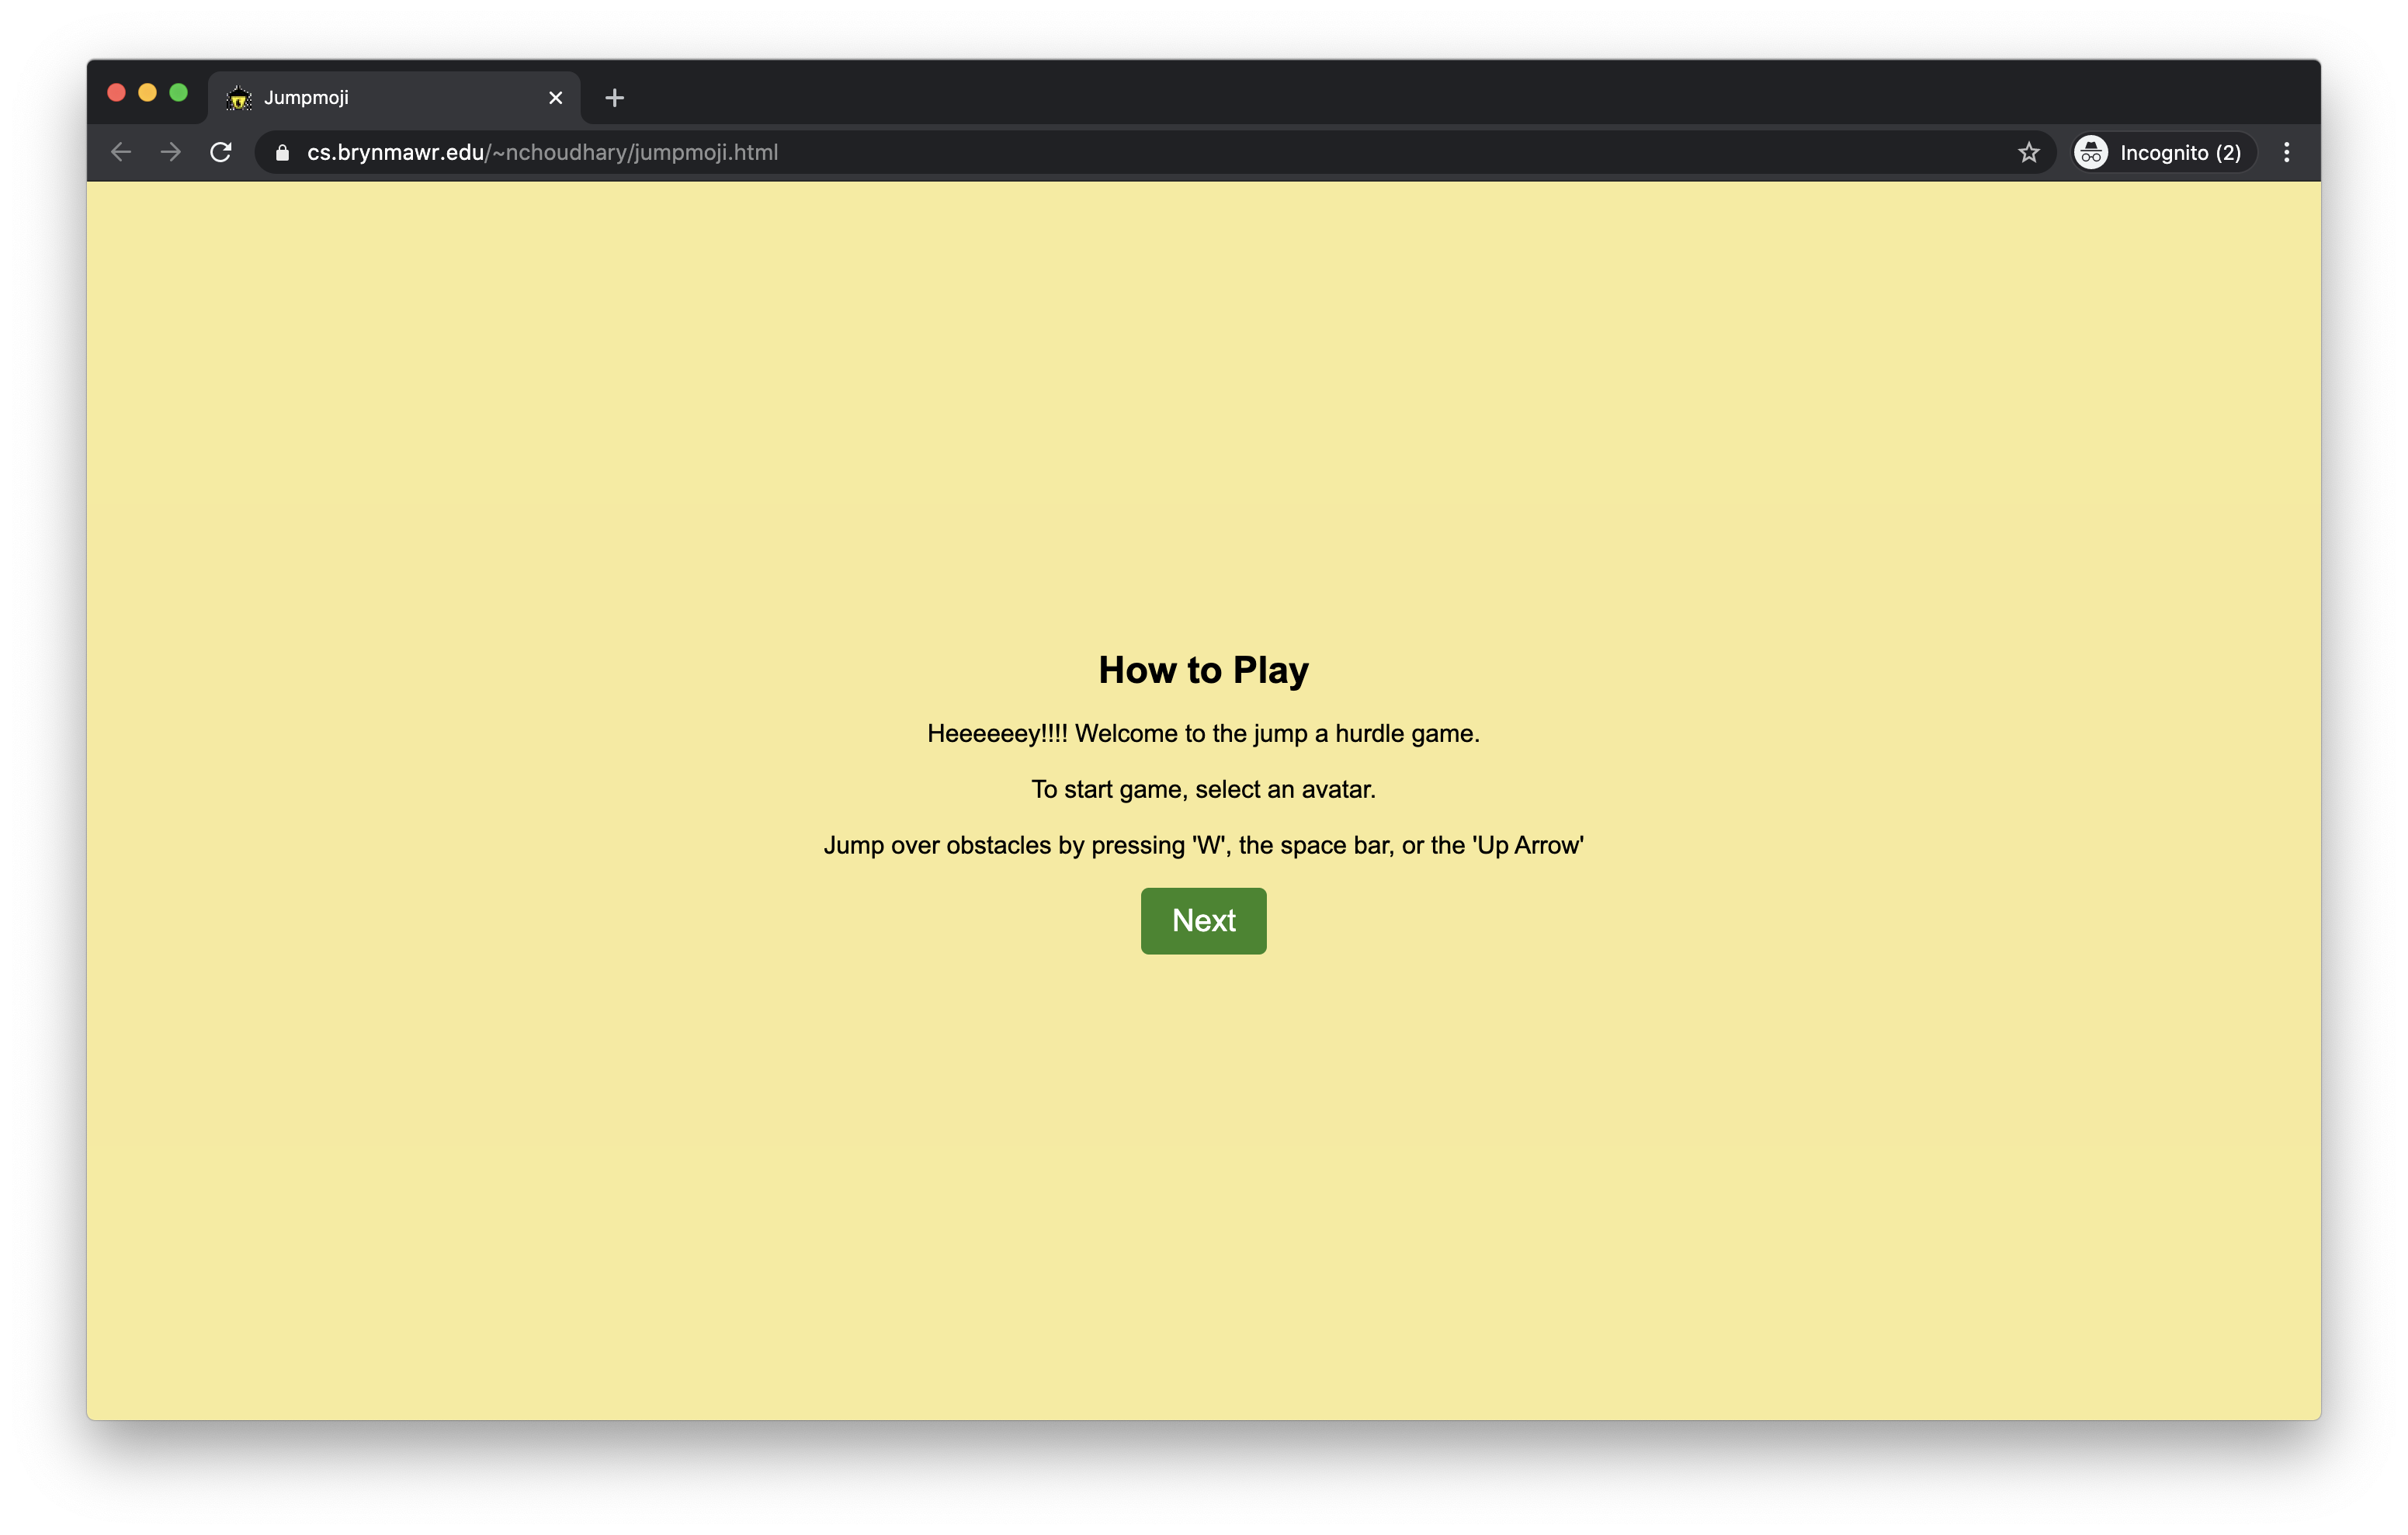 Jumpmoji
cs.brynmawr.edu/~nchoudhary/jumpmoji.html
Incognito (2)
How to Play
Heeeeeey!!!! Welcome to the jump a hurdle game.
To start game, select an avatar.
Jump over obstacles by pressing 'W', the space bar, or the 'Up Arrow'
Next